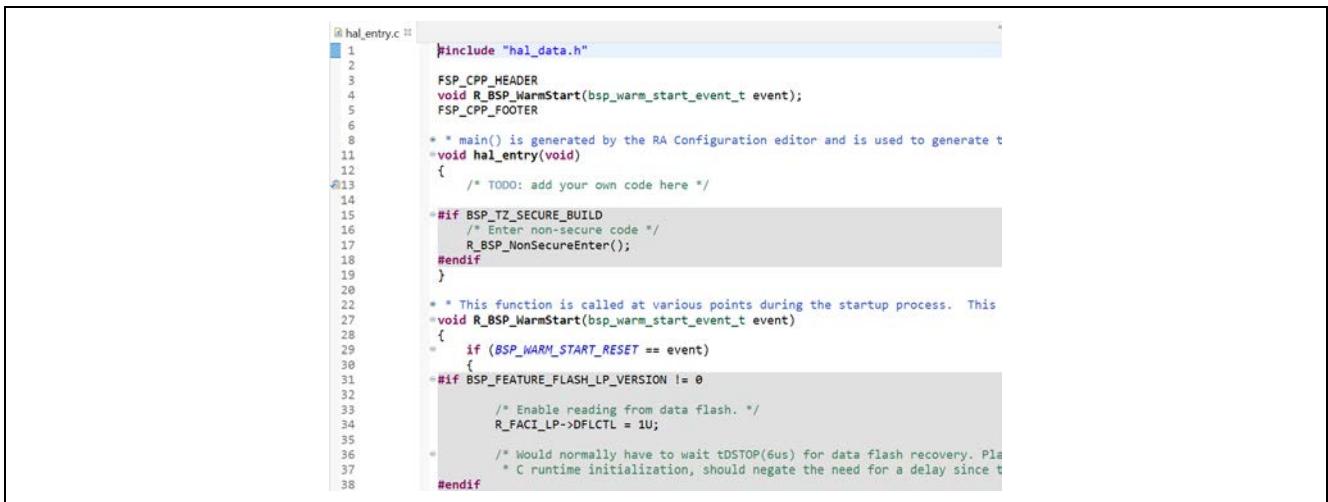 hal_entry.c
1 #include "hal_data.h"
2
3 FSP_CPP_HEADER
4 void R_BSP_WarmStart(bsp_warm_start_event_t event);
5 FSP_CPP_FOOTER
6
8 * main() is generated by the RA Configuration editor and is used to generate t
11 void hal_entry(void)
12 {
13 /* TODO: add your own code here */
14
15 #if BSP_TZ_SECURE_BUILD
16 /* Enter non-secure code */
17 R_BSP_NonSecureEnter();
18 #endif
19 }
20
22 * This function is called at various points during the startup process.  This
27 void R_BSP_WarmStart(bsp_warm_start_event_t event)
28 {
29 if (BSP_WARM_START_RESET == event)
30 {
31 #if BSP_FEATURE_FLASH_LP_VERSION != 0
32
33 /* Enable reading from data flash. */
34 R_FACI_LP->DFLCTL = 1U;
35
36 /* Would normally have to wait tDSTOP(6us) for data flash recovery. Pla
37 * C runtime initialization, should negate the need for a delay since t
38 #endif